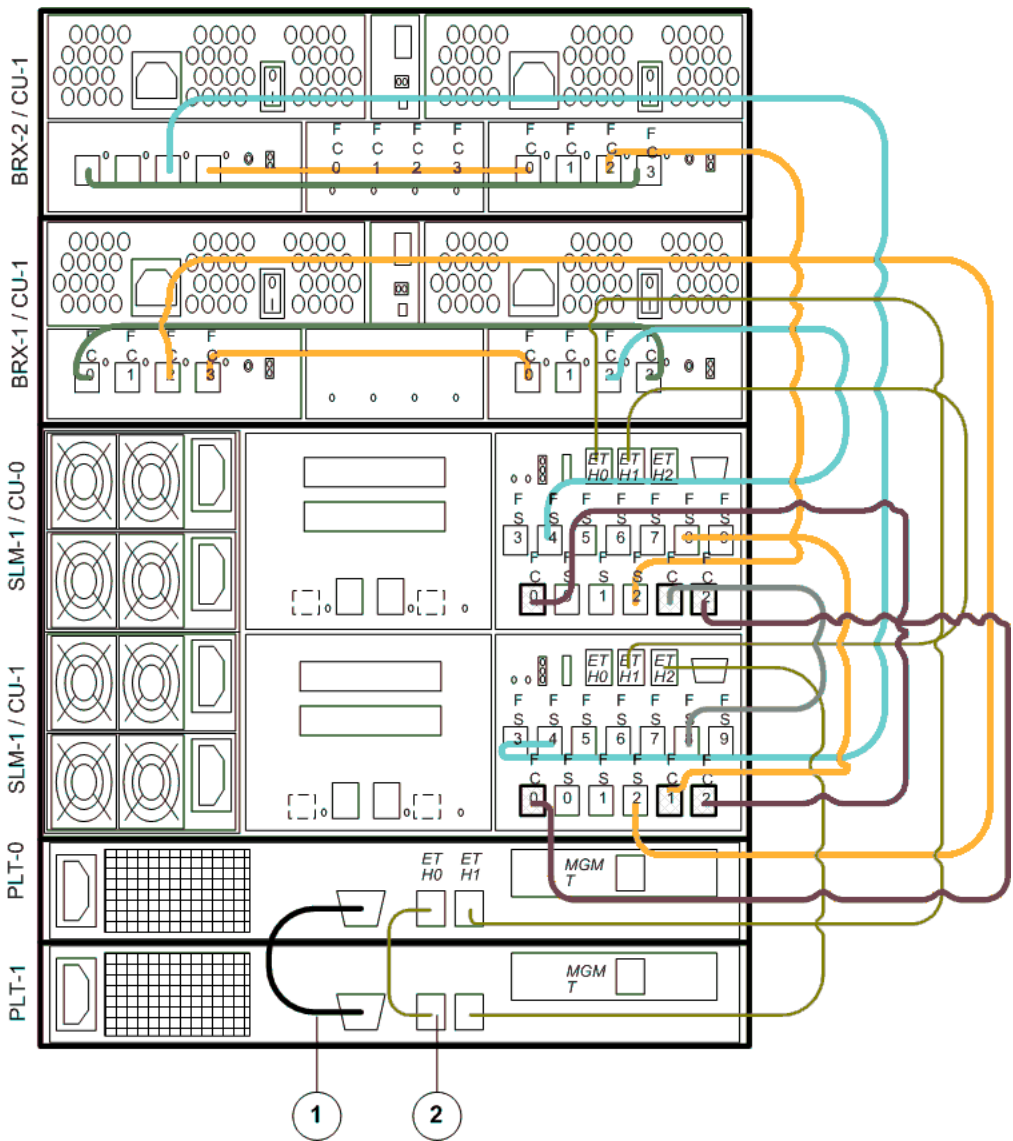 BRX-2 / CU-1
F F F F
C C C C
0 1 2 3
F F F F
C C C C
0 1 2 3
BRX-1 / CU-1
F F F F
C C C C
0 1 2 3
F F F F
C C C C
0 1 2 3
SLM-1 / CU-0
ET ET ET
H0 H1 H2
F F F F F F F
S S S S S S S
3 4 5 6 7 8 9
F F F F F F
C S S S C C
0 1 2 2
SLM-1 / CU-1
ET ET ET
H0 H1 H2
F F F F F F F
S S S S S S S
3 4 5 6 7 8 9
F F F F F F
C S S S C C
0 0 1 2 1 2
PLT-0
ET ET
H0 H1
MGM
T
PLT-1
MGM
T
1 2